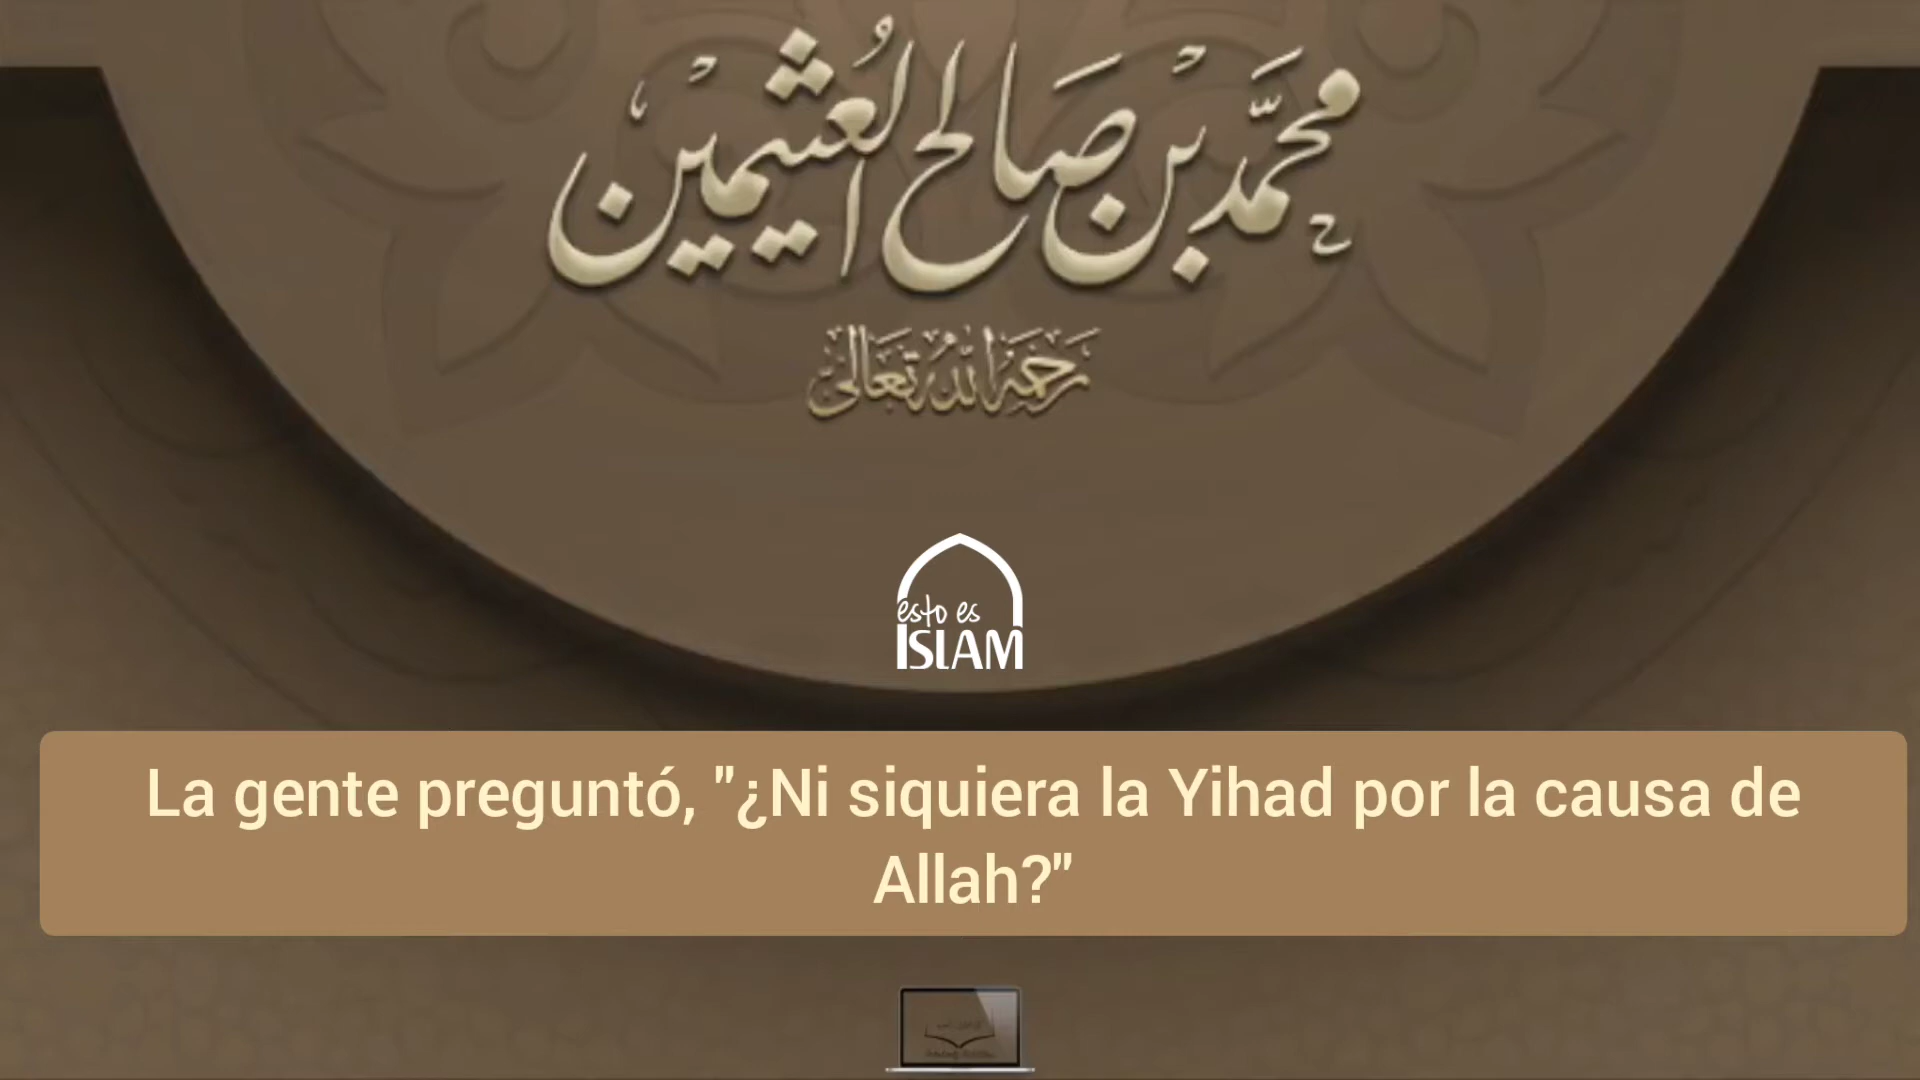 محمد بن صالح العثيمين
رحمه الله تعالى
esto es
ISLAM
La gente preguntó, "¿Ni siquiera la Yihad por la causa de
Allah?"